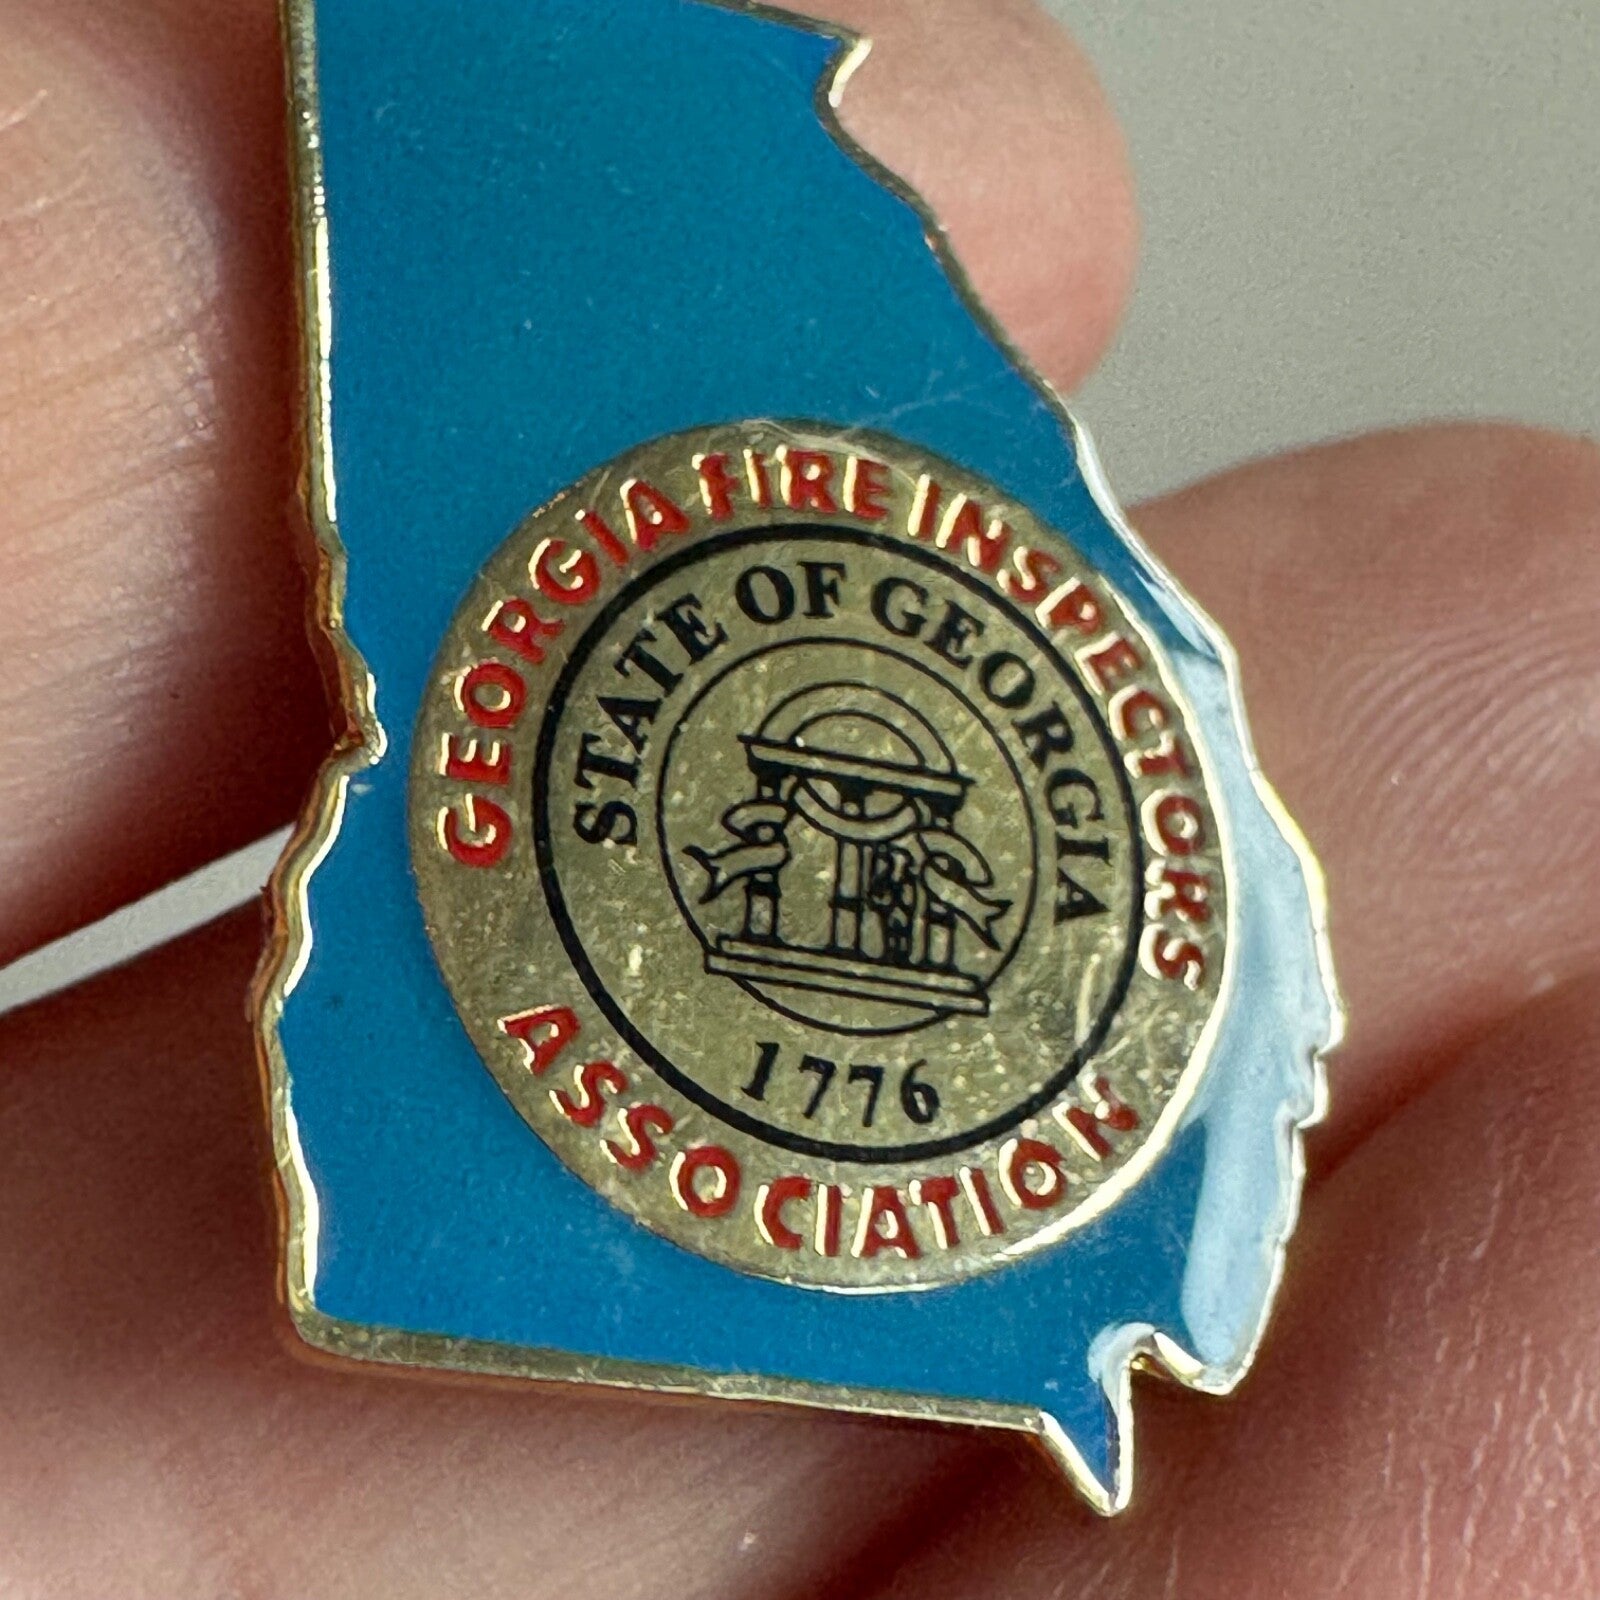 GEORGIA FIRE INSPECTORS
ASSOCIATION
STATE OF GEORGIA
1776